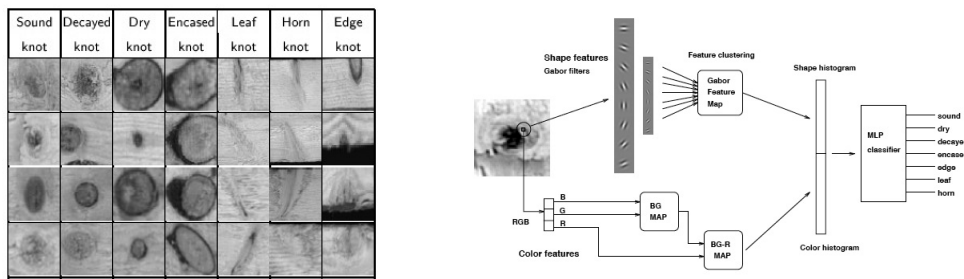 Sound Decayed Dry Encased Leaf Horn Edge
knot knot knot knot knot knot knot
Shape features
Gabor filters
Feature clustering
Gabor
Feature
Map
Shape histogram
MLP
classifier
sound
dry
decaye
encase
edge
leaf
horn
RGB
B
G
R
BG
MAP
BG-R
MAP
Color features
Color histogram